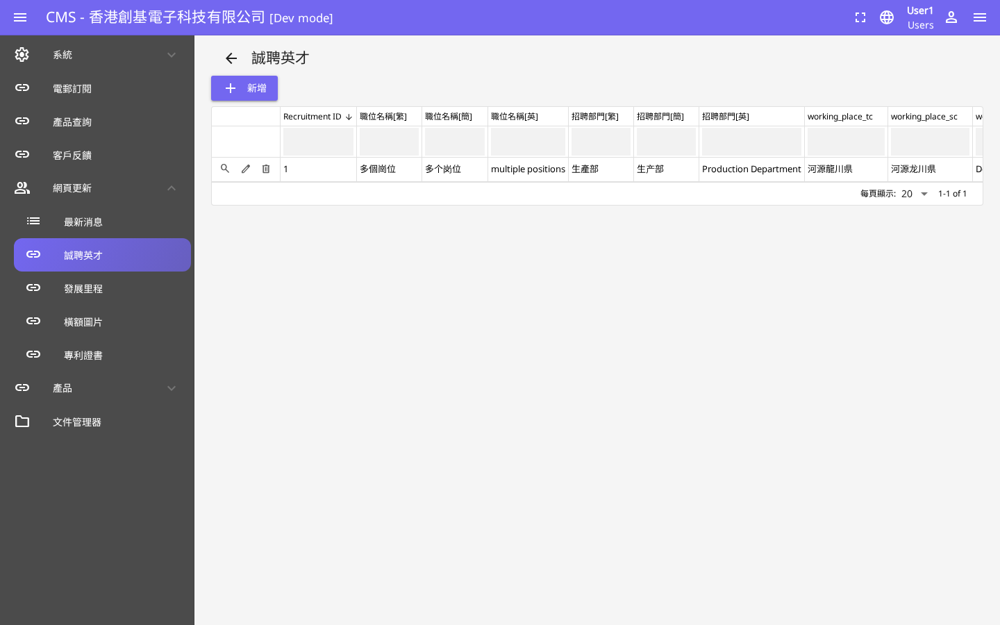 CMS - 香港創基電子科技有限公司 [Dev mode]
User1
Users
系統
電郵訂閱
產品查詢
客戶反饋
網頁更新
最新消息
誠聘英才
發展里程
橫額圖片
專利證書
產品
文件管理器
誠聘英才
新增
Recruitment ID 職位名稱[繁] 職位名稱[簡] 職位名稱[英] 招聘部門[繁] 招聘部門[簡] 招聘部門[英] working_place_tc working_place_sc
1 多個崗位 多个岗位 multiple positions 生產部 生产部 Production Department 河源龍川縣 河源龙川縣
每頁顯示: 20 1-1 of 1